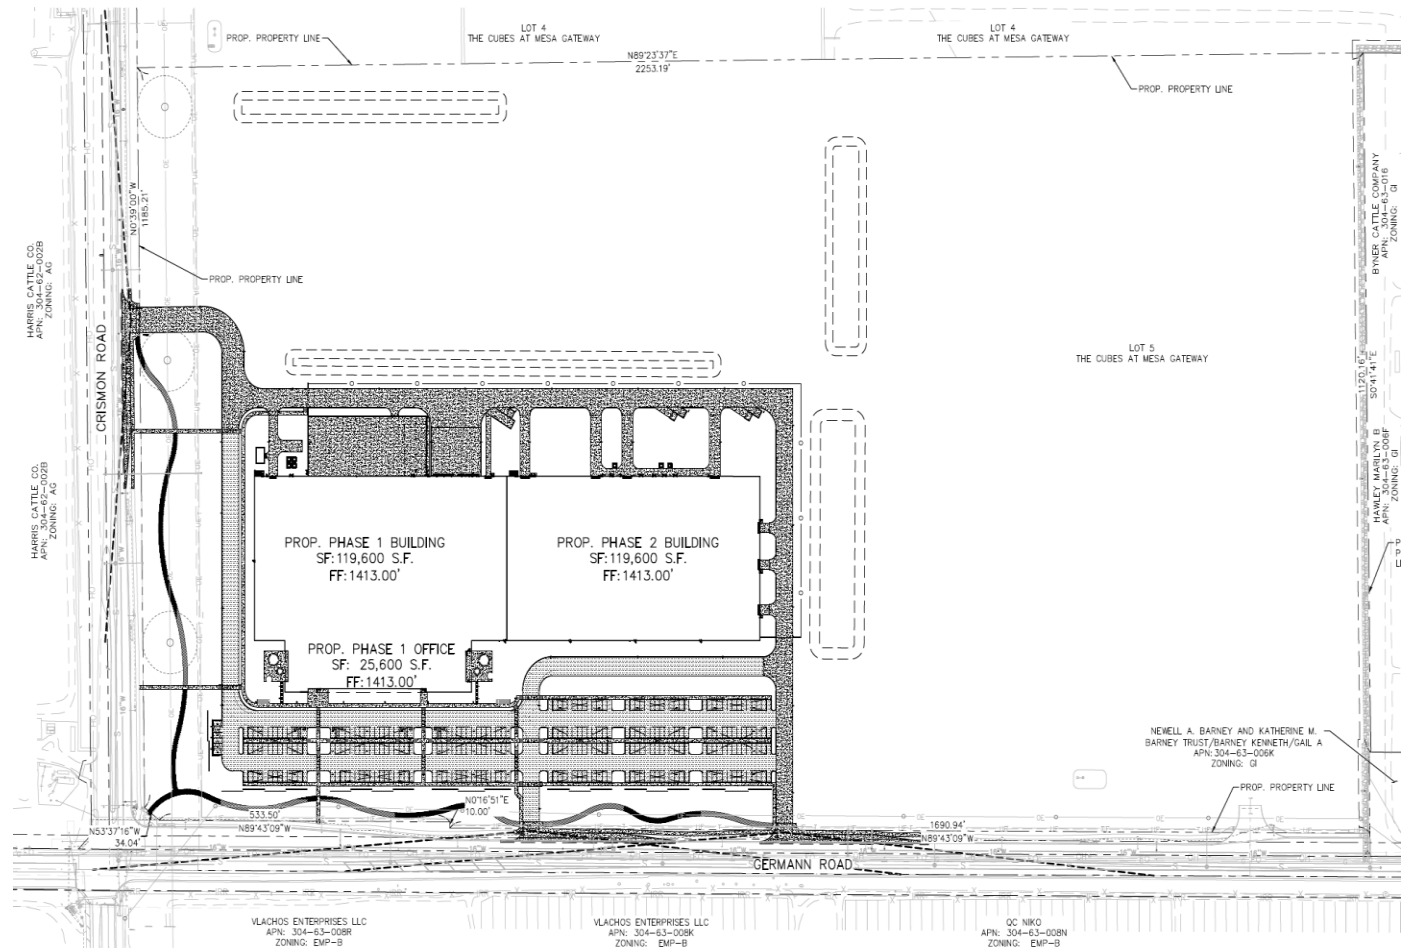 LOT 4
THE CUBES AT MESA GATEWAY
LOT 4
THE CUBES AT MESA GATEWAY
PROP. PROPERTY LINE
N89°23'37"E
2253.19'
PROP. PROPERTY LINE
N0°39'00"W
1185.21'
HARRIS CATTLE CO.
APN: 304-62-002B
ZONING: AG
PROP. PROPERTY LINE
BYNER CATTLE COMPANY
APN: 304-63-016
ZONING: GI
CRISMON ROAD
LOT 5
THE CUBES AT MESA GATEWAY
1120.16'
S0°41'41"E
HAWLEY MARILYN B
APN: 304-63-006F
ZONING: GI
HARRIS CATTLE CO.
APN: 304-62-002B
ZONING: AG
PROP. PHASE 1 BUILDING
SF: 119,600 S.F.
FF: 1413.00'
PROP. PHASE 2 BUILDING
SF: 119,600 S.F.
FF: 1413.00'
PROP. PHASE 1 OFFICE
SF: 25,600 S.F.
FF: 1413.00'
NEWELL A. BARNEY AND KATHERINE M.
BARNEY TRUST/BARNEY KENNETH/GAIL A
APN: 304-63-006K
ZONING: GI
PROP. PROPERTY LINE
N0°16'51"E
10.00'
533.50'
N89°43'09"W
N53°37'16"W
34.04'
1690.94'
N89°43'09"W
GERMANN ROAD
VLACHOS ENTERPRISES LLC
APN: 304-63-008R
ZONING: EMP-B
VLACHOS ENTERPRISES LLC
APN: 304-63-008K
ZONING: EMP-B
QC NIKO
APN: 304-63-008N
ZONING: EMP-B